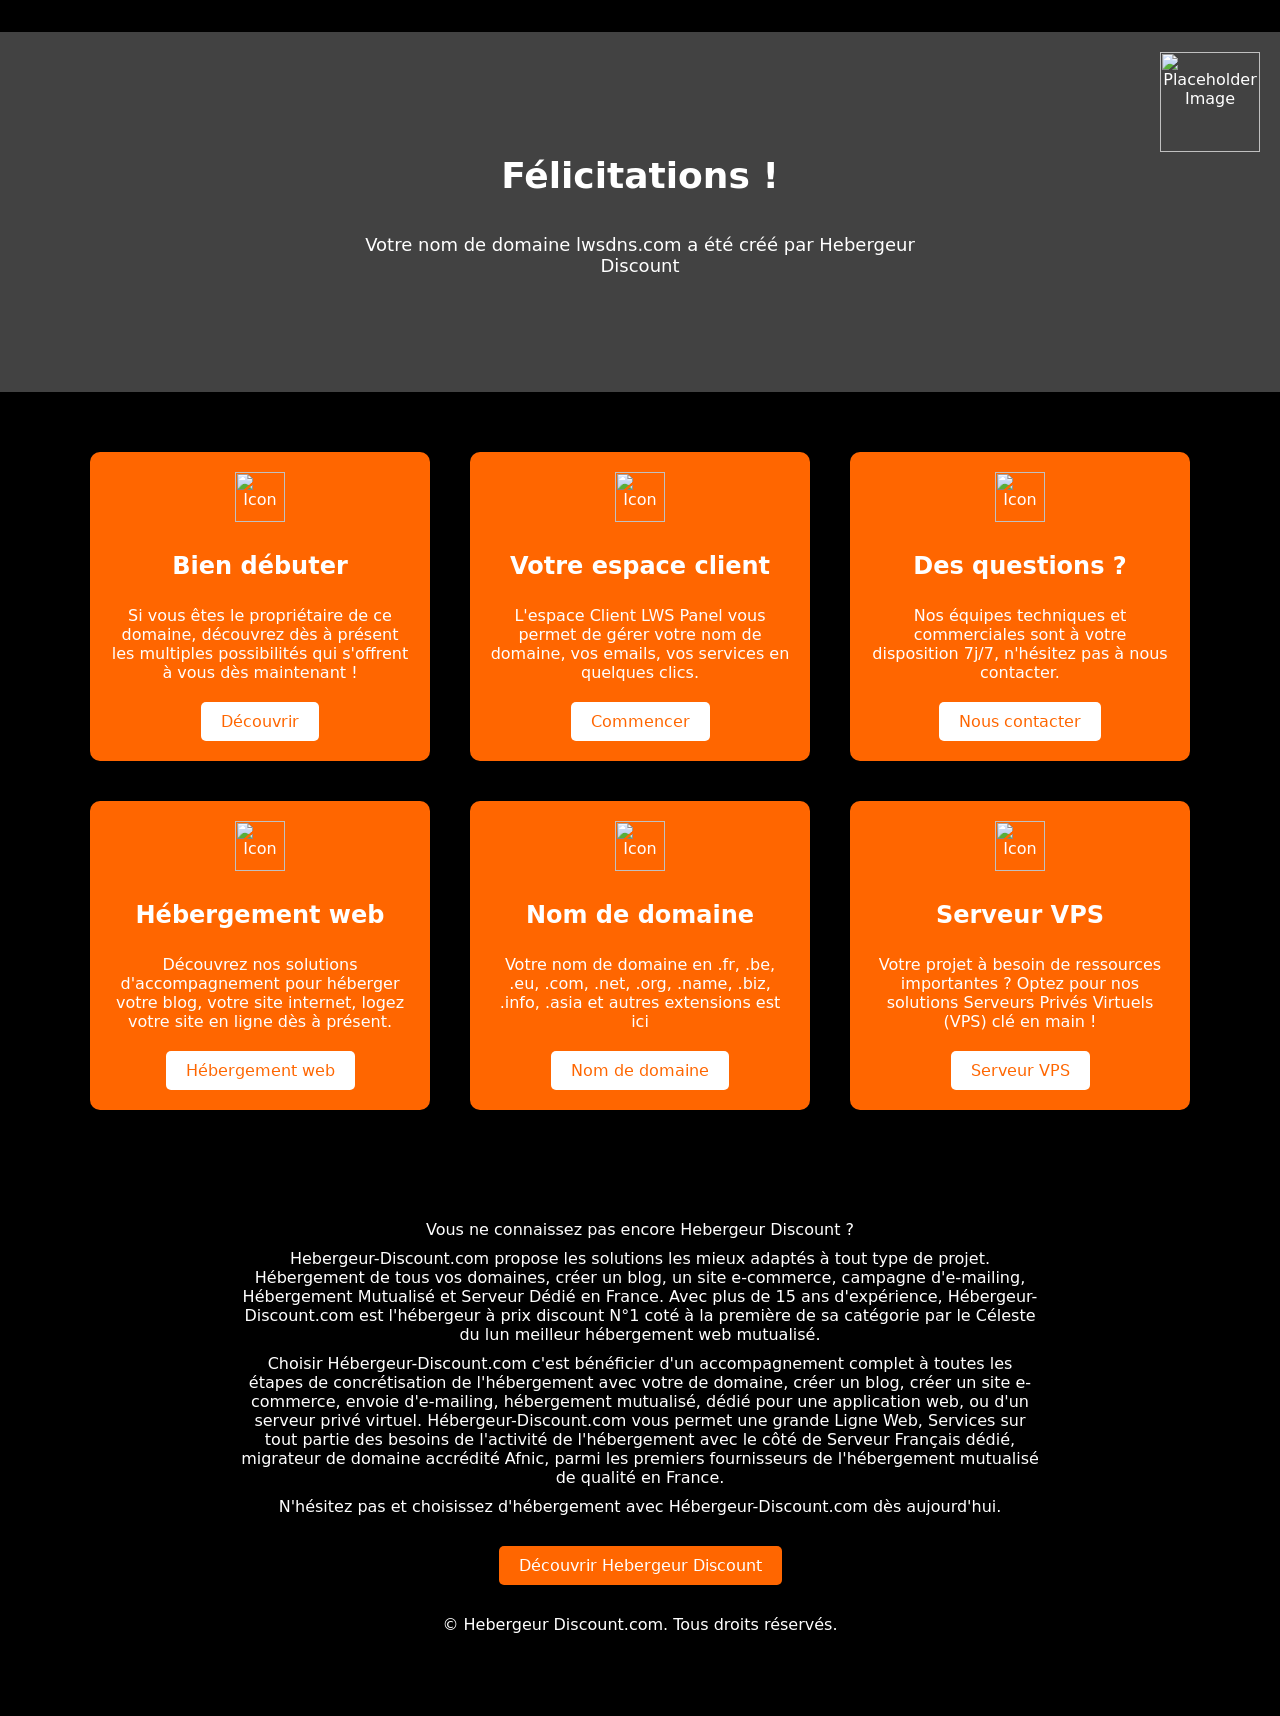 Placeholder
Image
Félicitations !
Votre nom de domaine lwsdns.com a été créé par Hebergeur
Discount
Icon
Bien débuter
Si vous êtes le propriétaire de ce
domaine, découvrez dès à présent
les multiples possibilités qui s'offrent
à vous dès maintenant !
Découvrir
Icon
Votre espace client
L'espace Client LWS Panel vous
permet de gérer votre nom de
domaine, vos emails, vos services en
quelques clics.
Commencer
Icon
Des questions ?
Nos équipes techniques et
commerciales sont à votre
disposition 7j/7, n'hésitez pas à nous
contacter.
Nous contacter
Icon
Hébergement web
Découvrez nos solutions
d'accompagnement pour héberger
votre blog, votre site internet, logez
votre site en ligne dès à présent.
Hébergement web
Icon
Nom de domaine
Votre nom de domaine en .fr, .be,
.eu, .com, .net, .org, .name, .biz,
.info, .asia et autres extensions est
ici
Nom de domaine
Icon
Serveur VPS
Votre projet à besoin de ressources
importantes ? Optez pour nos
solutions Serveurs Privés Virtuels
(VPS) clé en main !
Serveur VPS
Vous ne connaissez pas encore Hebergeur Discount ?
Hebergeur-Discount.com propose les solutions les mieux adaptés à tout type de projet.
Hébergement de tous vos domaines, créer un blog, un site e-commerce, campagne d'e-mailing,
Hébergement Mutualisé et Serveur Dédié en France. Avec plus de 15 ans d'expérience, Hébergeur-
Discount.com est l'hébergeur à prix discount N°1 coté à la première de sa catégorie par le Céleste
du lun meilleur hébergement web mutualisé.
Choisir Hébergeur-Discount.com c'est bénéficier d'un accompagnement complet à toutes les
étapes de concrétisation de l'hébergement avec votre de domaine, créer un blog, créer un site e-
commerce, envoie d'e-mailing, hébergement mutualisé, dédié pour une application web, ou d'un
serveur privé virtuel. Hébergeur-Discount.com vous permet une grande Ligne Web, Services sur
tout partie des besoins de l'activité de l'hébergement avec le côté de Serveur Français dédié,
migrateur de domaine accrédité Afnic, parmi les premiers fournisseurs de l'hébergement mutualisé
de qualité en France.
N'hésitez pas et choisissez d'hébergement avec Hébergeur-Discount.com dès aujourd'hui.
Découvrir Hebergeur Discount
© Hebergeur Discount.com. Tous droits réservés.